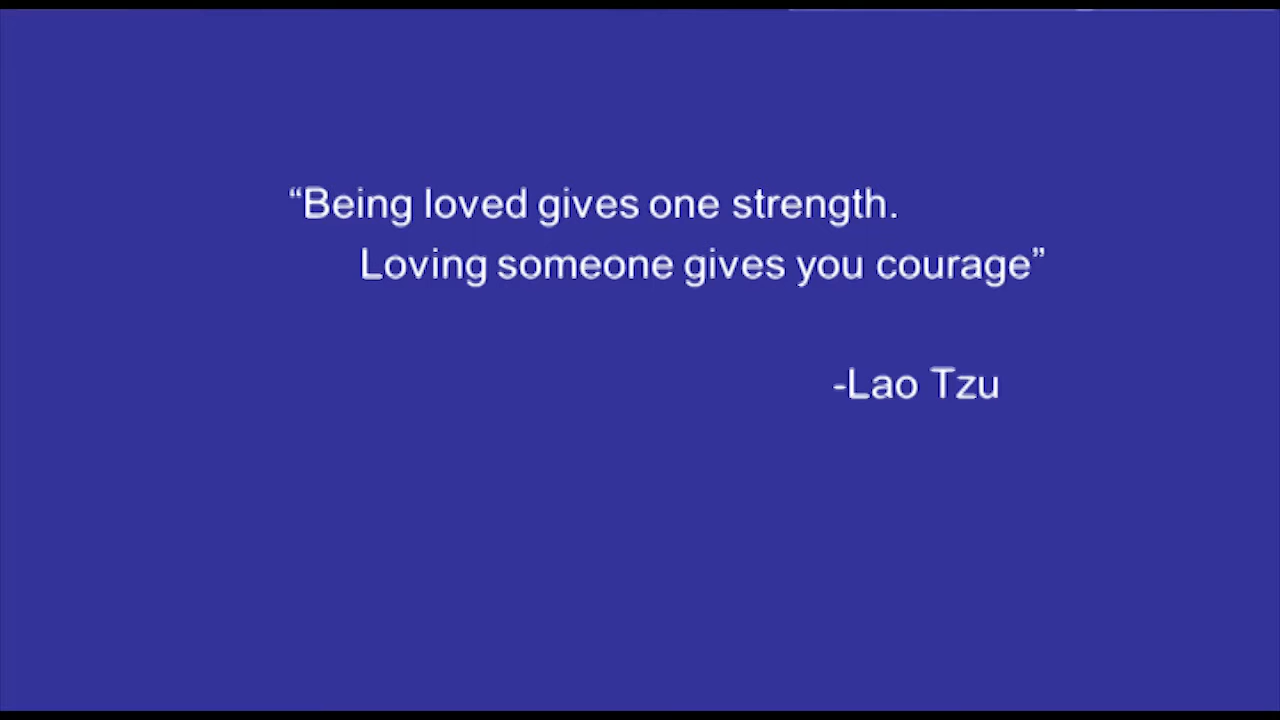 “Being loved gives one strength.
Loving someone gives you courage”
-Lao Tzu